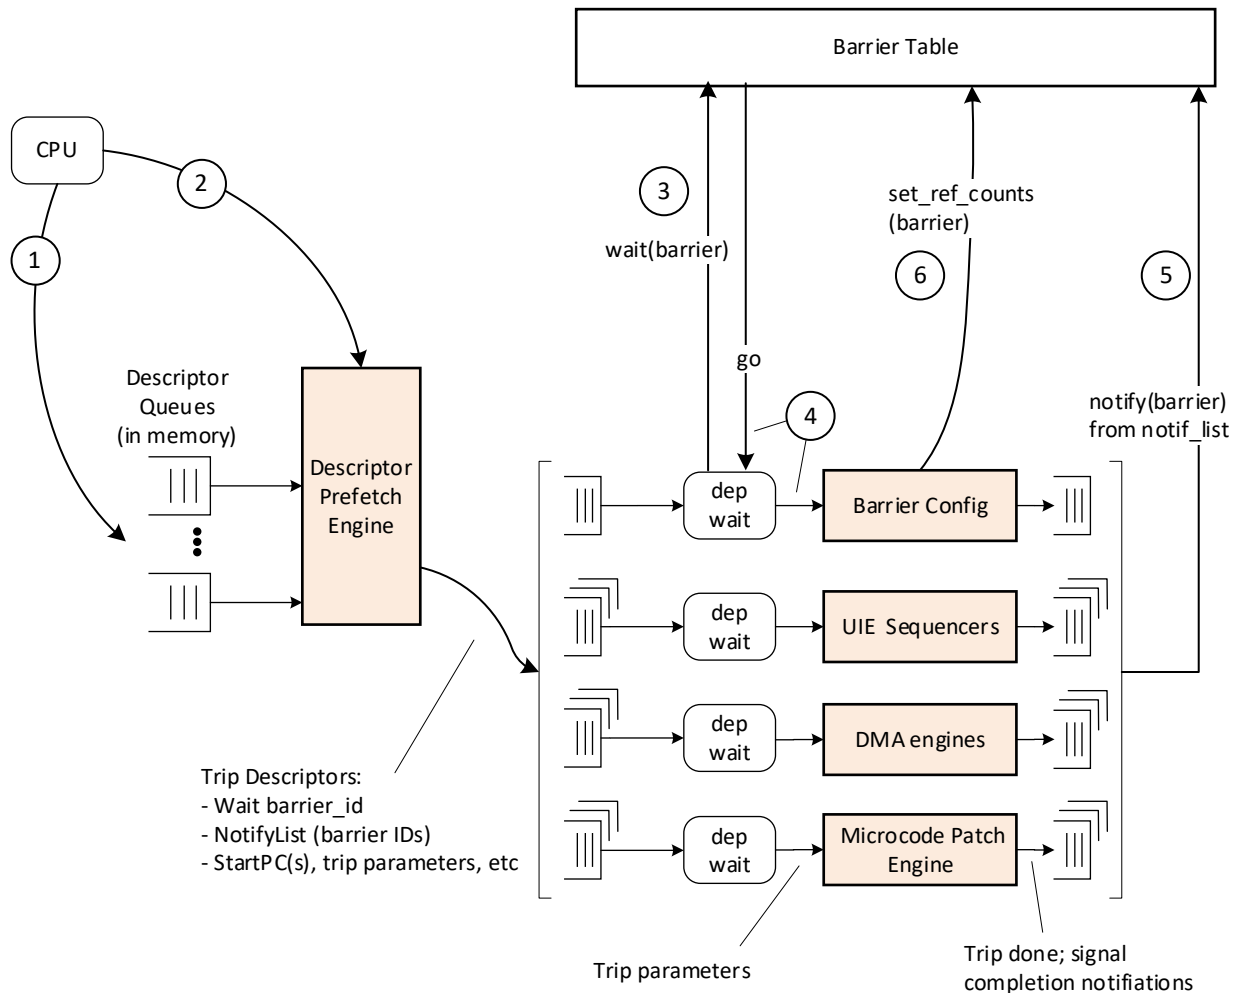 Barrier Table
CPU
2
3
set_ref_counts
(barrier)
wait(barrier)
1
6
5
go
Descriptor
Queues
(in memory)
notify(barrier)
from notif_list
4
Descriptor
Prefetch
Engine
dep
wait
Barrier Config
dep
wait
UIE Sequencers
dep
wait
DMA engines
Trip Descriptors:
- Wait barrier_id
- NotifyList (barrier IDs)
- StartPC(s), trip parameters, etc
dep
wait
Microcode Patch
Engine
Trip parameters
Trip done; signal
completion notifiations